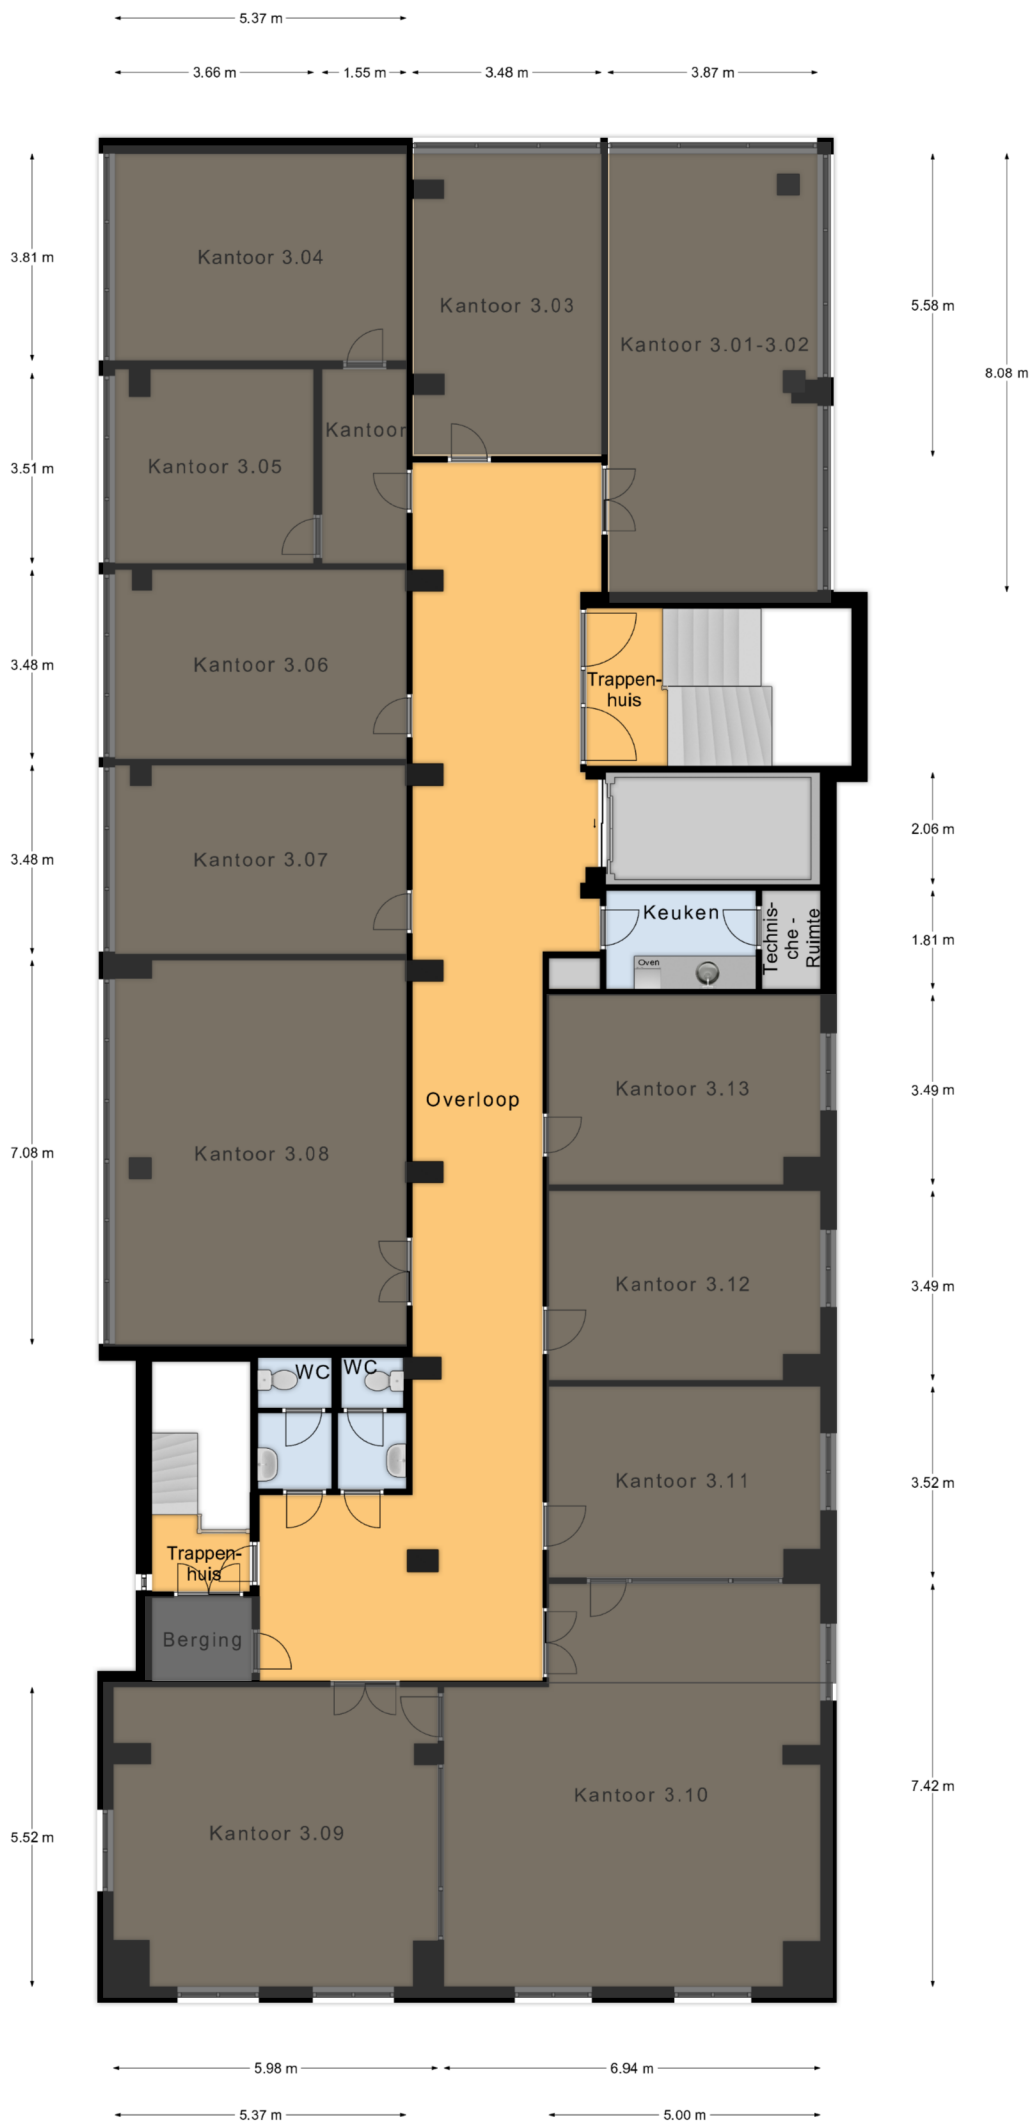 5.37 m
3.66 m
1.55 m
3.48 m
3.87 m
3.81 m
Kantoor 3.04
Kantoor 3.03
5.58 m
Kantoor 3.01-3.02
8.08 m
Kantoor
3.51 m
Kantoor 3.05
3.48 m
Kantoor 3.06
Trappen-
huis
2.06 m
3.48 m
Kantoor 3.07
Keuken
Oven
Technis-
che -
Ruimte
1.81 m
Kantoor 3.13
3.49 m
Overloop
7.08 m
Kantoor 3.08
Kantoor 3.12
3.49 m
WC
WC
Kantoor 3.11
3.52 m
Trappen-
huis
Berging
Kantoor 3.10
7.42 m
5.52 m
Kantoor 3.09
5.98 m
6.94 m
5.37 m
5.00 m